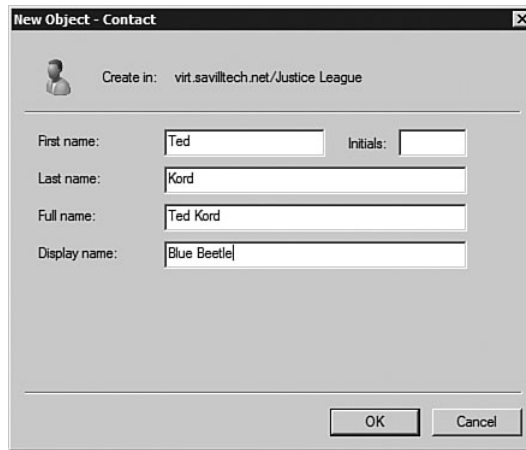 New Object - Contact
Create in: virt.savilltech.net/Justice League
First name: Ted Initials:
Last name: Kord
Full name: Ted Kord
Display name: Blue Beetle
OK Cancel